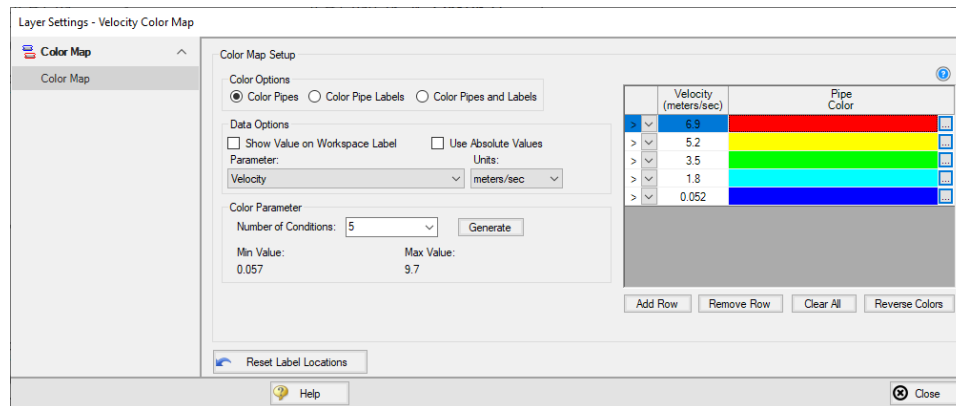 Layer Settings - Velocity Color Map
Color Map
Color Map
Color Map Setup
Color Options
Color Pipes Color Pipe Labels Color Pipes and Labels
Data Options
Show Value on Workspace Label Use Absolute Values
Parameter: Units:
Velocity meters/sec
Color Parameter
Number of Conditions: 5 Generate
Min Value: Max Value:
0.057 9.7
Velocity (meters/sec) Pipe Color
> 6.9 ...
> 5.2 ...
> 3.5 ...
> 1.8 ...
> 0.052 ...
Add Row Remove Row Clear All Reverse Colors
Reset Label Locations
Help Close